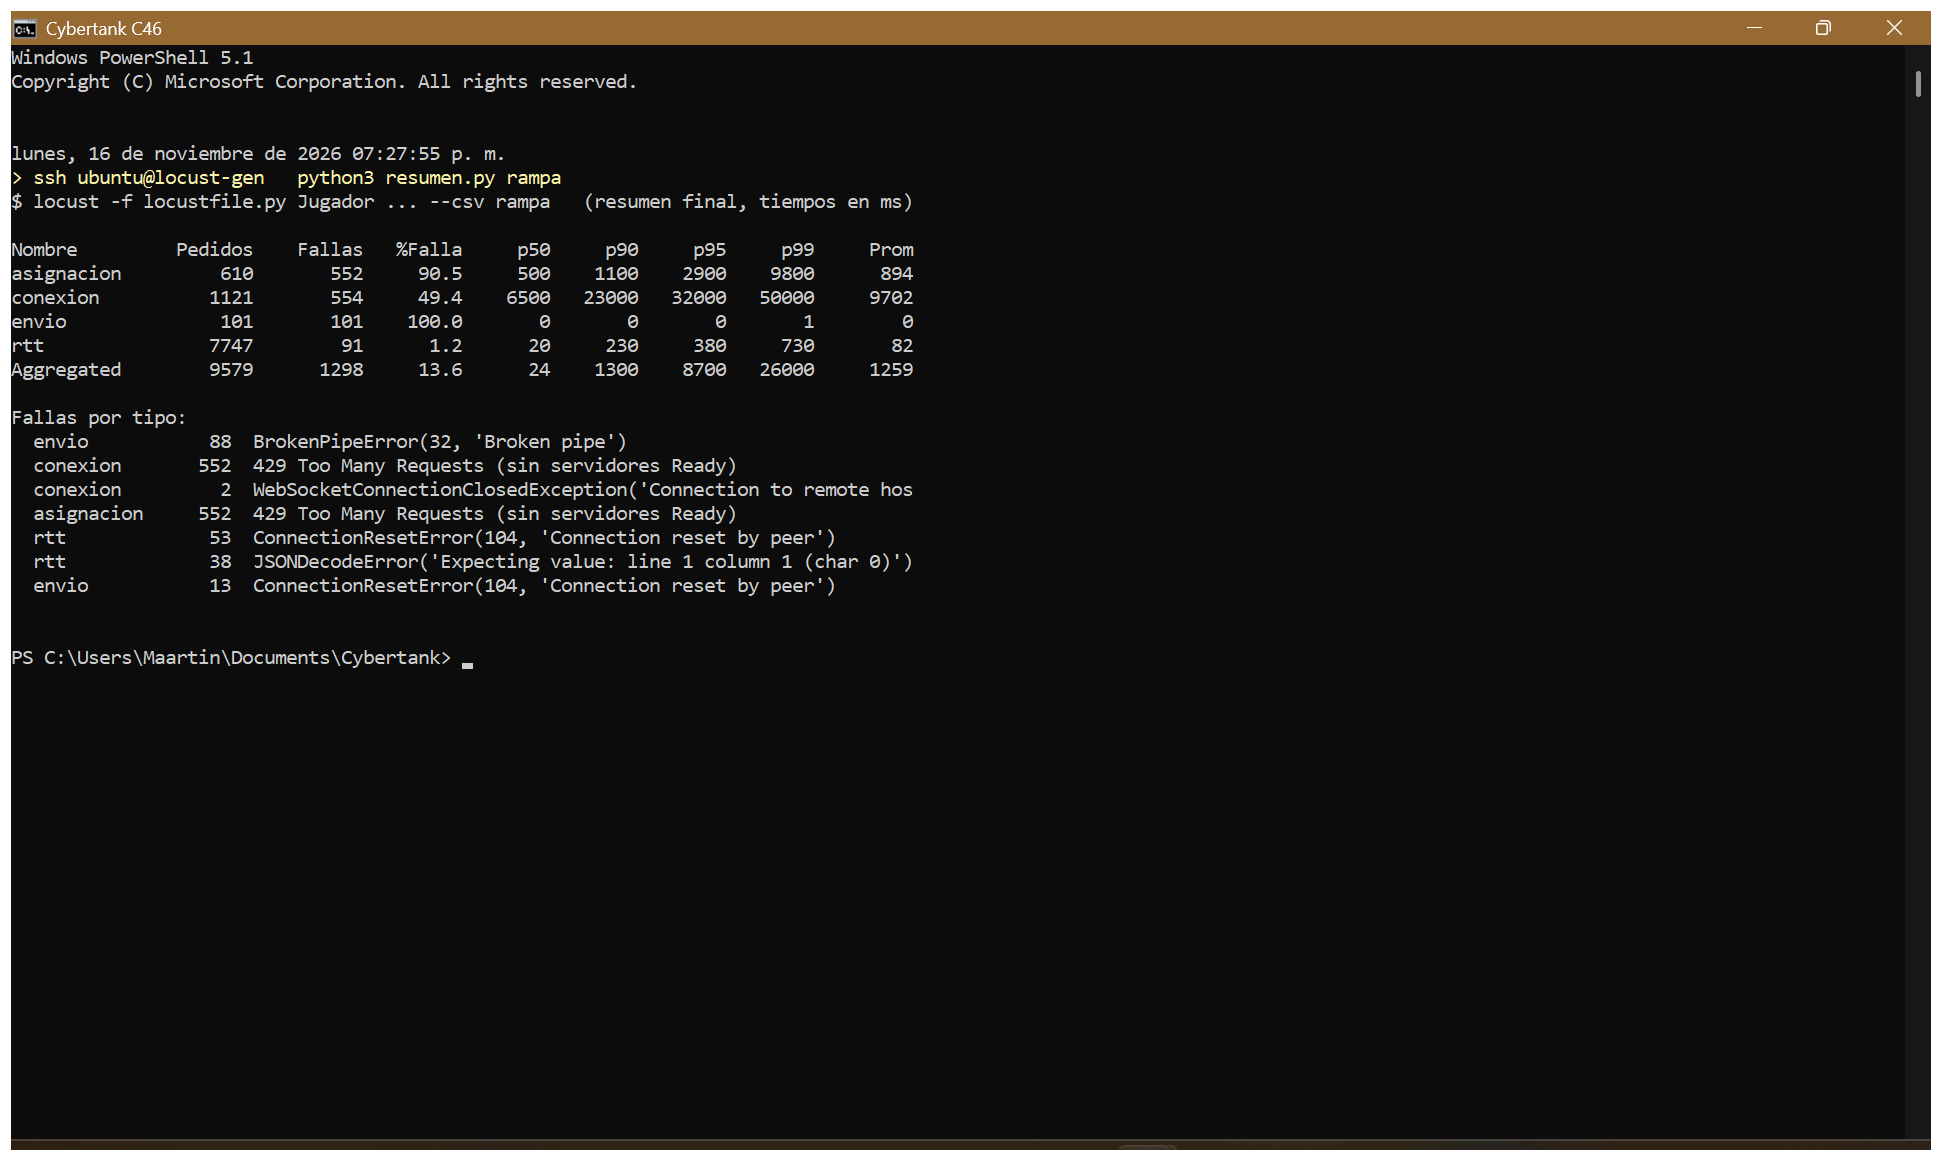 Cybertank C46
Windows PowerShell 5.1
Copyright (C) Microsoft Corporation. All rights reserved.
lunes, 16 de noviembre de 2026 07:27:55 p. m.
> ssh ubuntu@locust-gen   python3 resumen.py rampa
$ locust -f locustfile.py Jugador ... --csv rampa   (resumen final, tiempos en ms)
Nombre         Pedidos    Fallas   %Falla     p50     p90     p95     p99     Prom
asignacion         610       552     90.5     500    1100    2900    9800      894
conexion          1121       554     49.4    6500   23000   32000   50000     9702
envio              101       101    100.0       0       0       0       1        0
rtt               7747        91      1.2      20     230     380     730       82
Aggregated        9579      1298     13.6      24    1300    8700   26000     1259
Fallas por tipo:
  envio           88  BrokenPipeError(32, 'Broken pipe')
  conexion       552  429 Too Many Requests (sin servidores Ready)
  conexion         2  WebSocketConnectionClosedException('Connection to remote hos
  asignacion     552  429 Too Many Requests (sin servidores Ready)
  rtt             53  ConnectionResetError(104, 'Connection reset by peer')
  rtt             38  JSONDecodeError('Expecting value: line 1 column 1 (char 0)')
  envio           13  ConnectionResetError(104, 'Connection reset by peer')
PS C:\Users\Maartin\Documents\Cybertank>